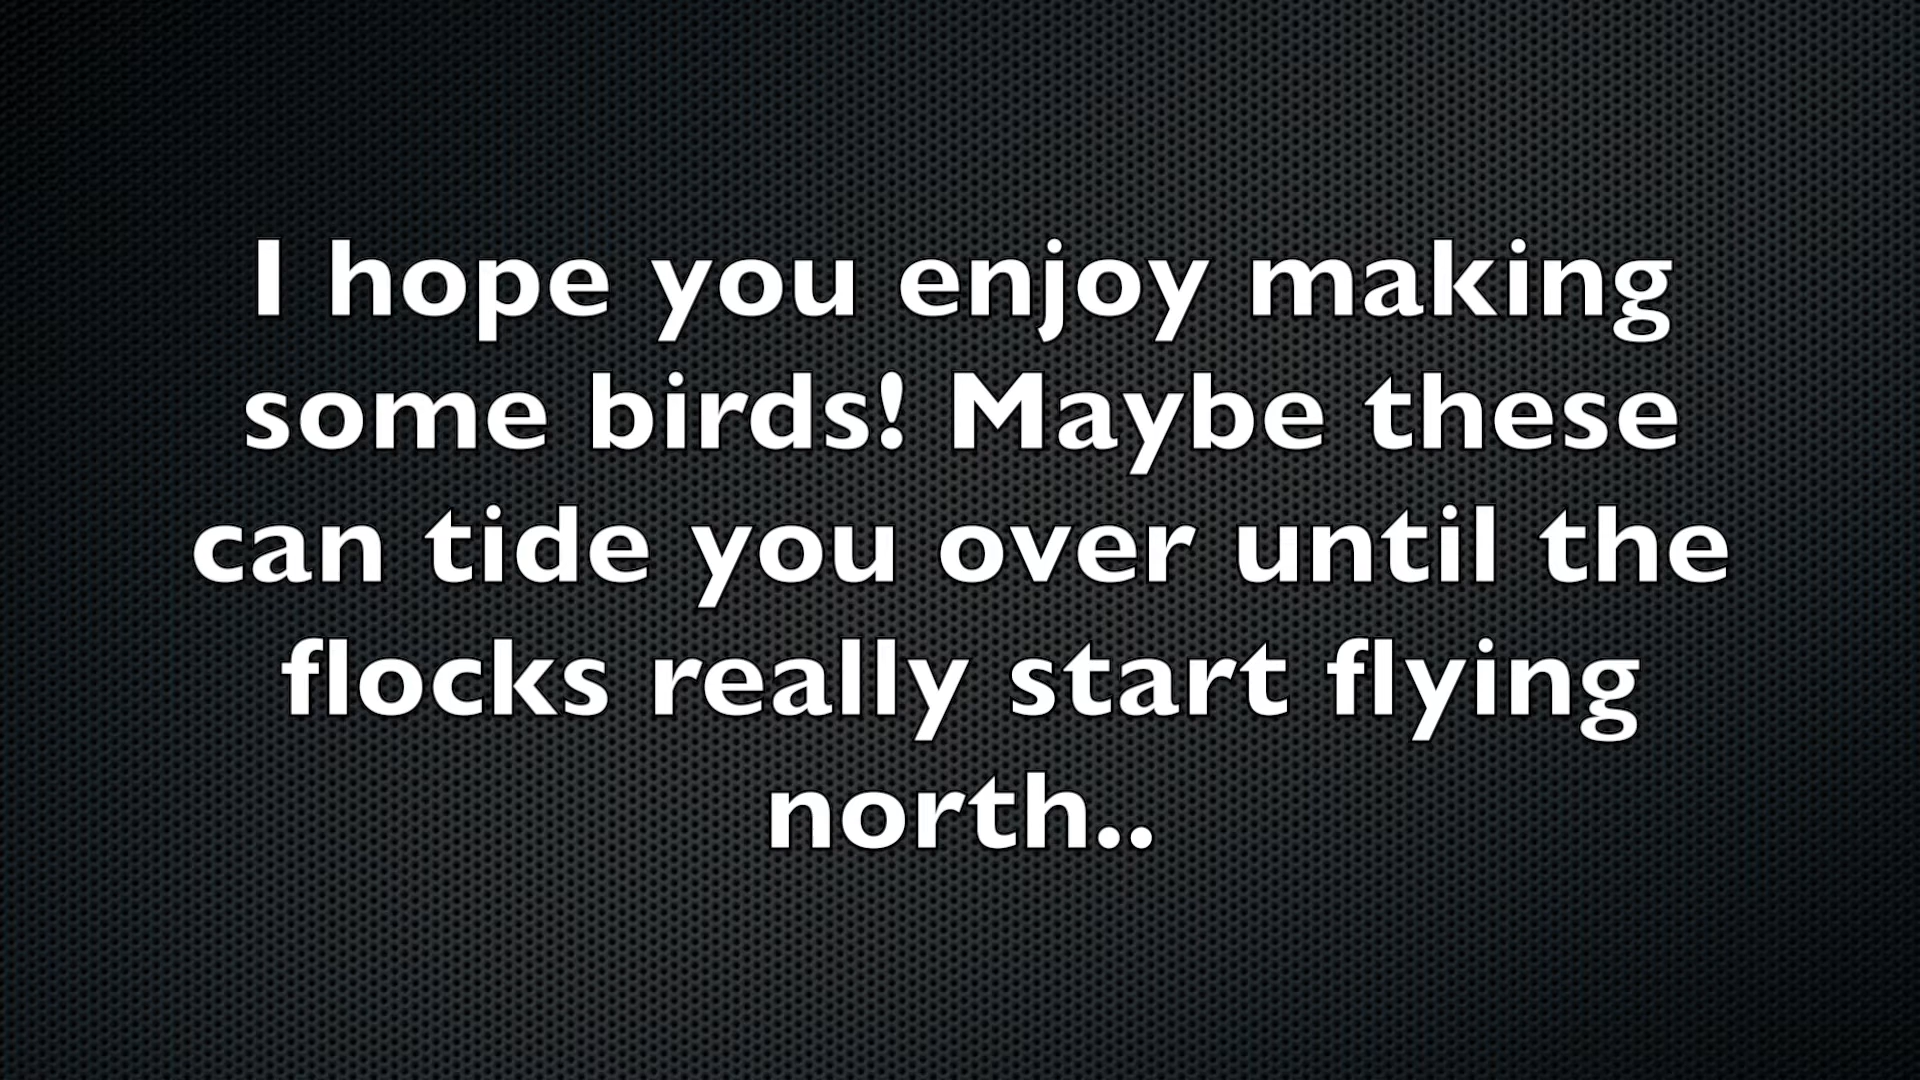 I hope you enjoy making
some birds! Maybe these
can tide you over until the
flocks really start flying
north..